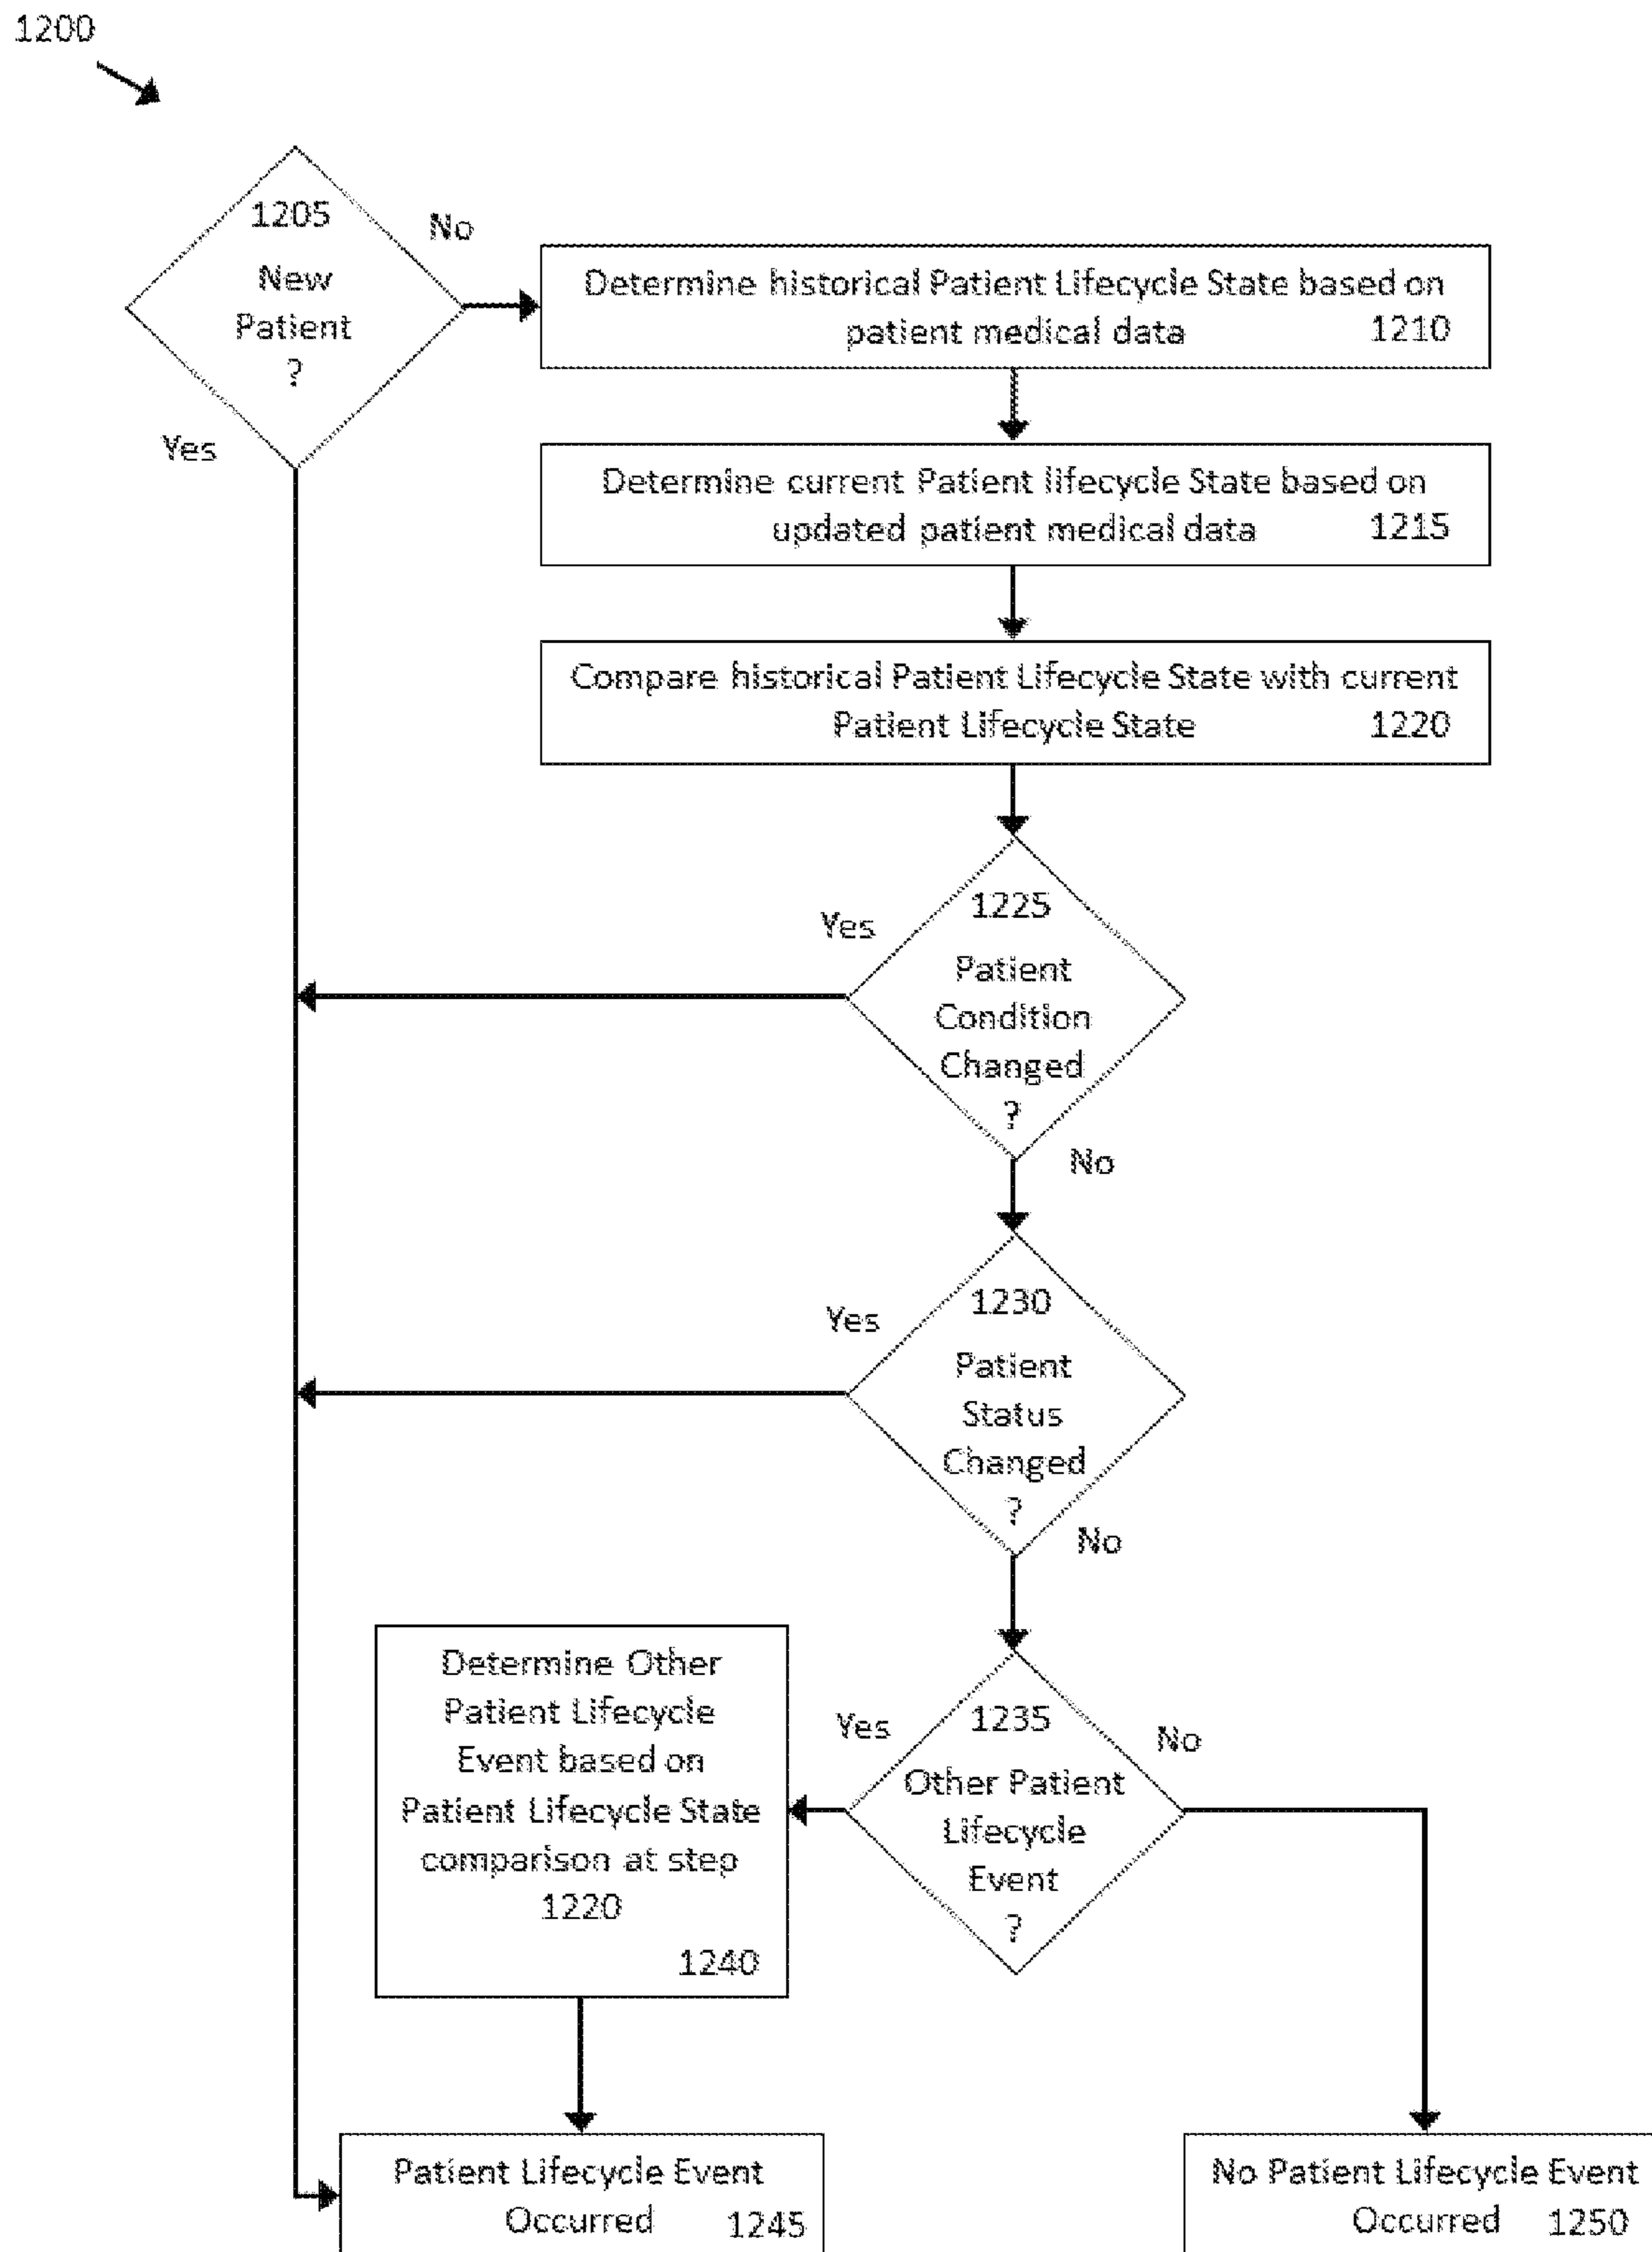 1200
1205
New
Patient
?
No
Yes
Determine historical Patient Lifecycle State based on
patient medical data 1210
Determine current Patient lifecycle State based on
updated patient medical data 1215
Compare historical Patient Lifecycle State with current
Patient Lifecycle State 1220
Yes
1225
Patient
Condition
Changed
?
No
Yes
1230
Patient
Status
Changed
?
No
Determine Other
Patient Lifecycle
Event based on
Patient Lifecycle State
comparison at step
1220
1240
Yes
1235
Other Patient
Lifecycle
Event
?
No
Patient Lifecycle Event
Occurred 1245
No Patient Lifecycle Event
Occurred 1250